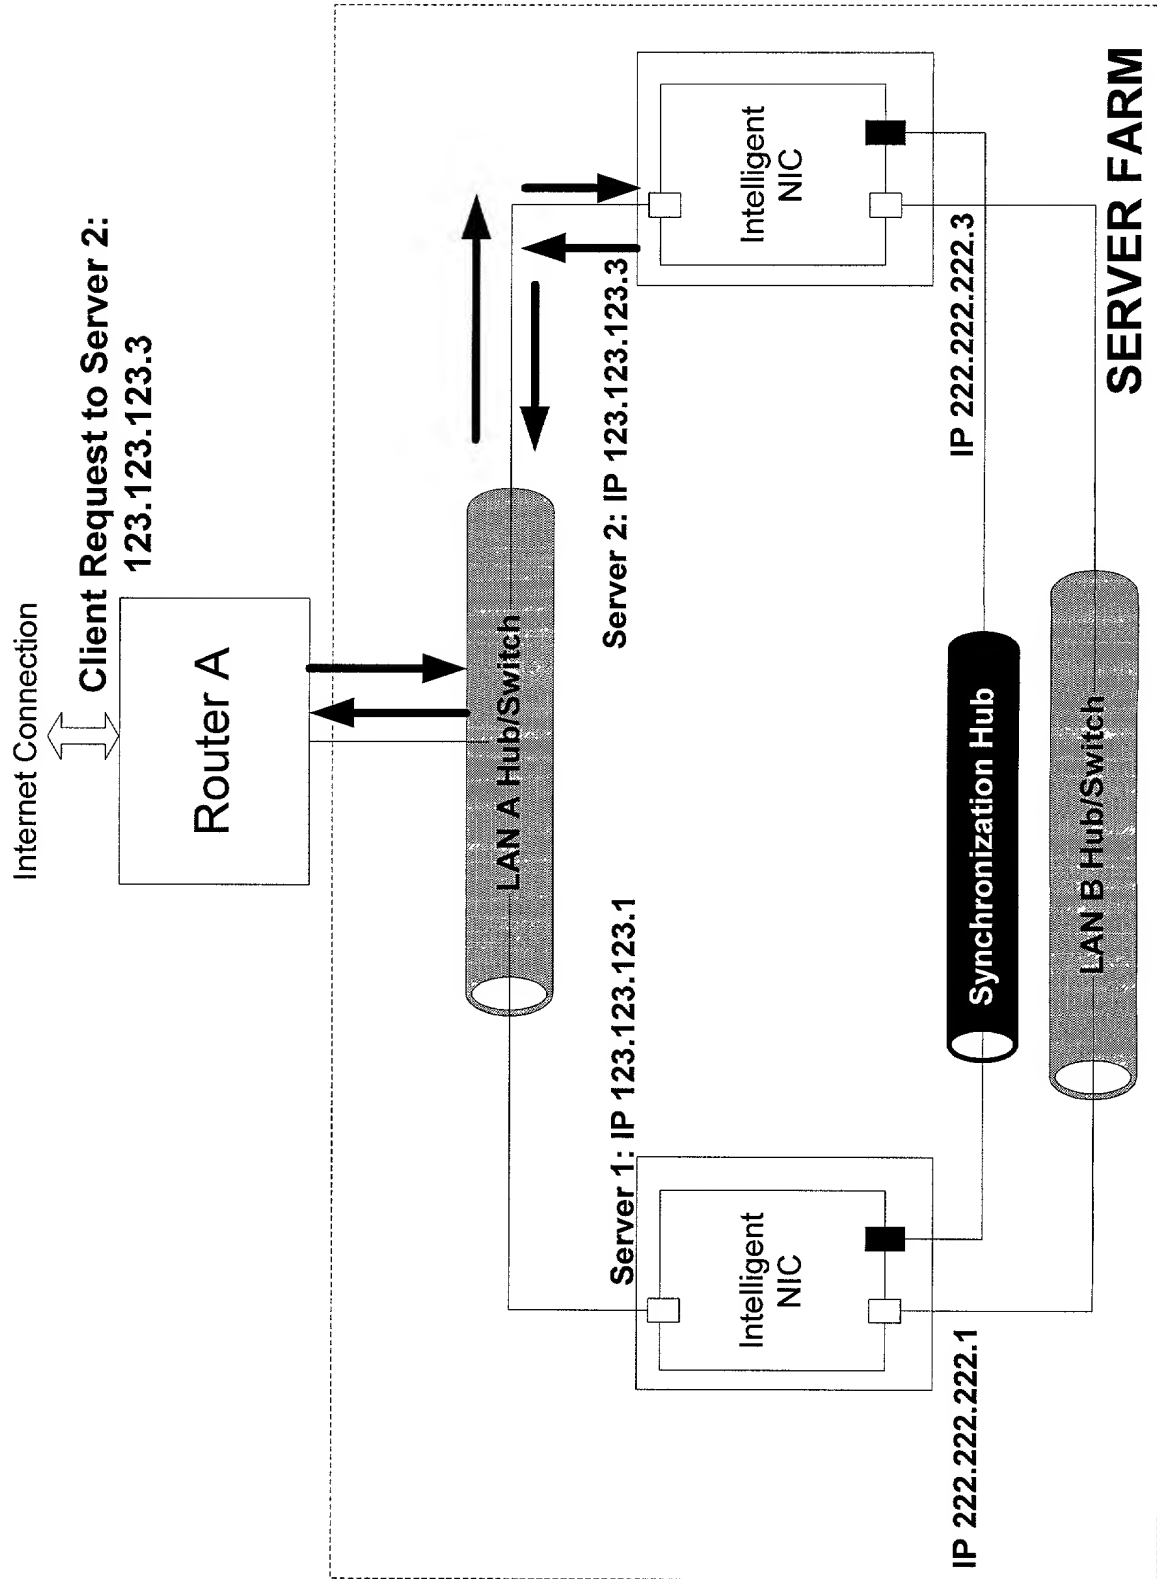 Internet Connection
Client Request to Server 2:
123.123.123.3
Router A
LAN A Hub/Switch
Server 1: IP 123.123.123.1
Server 2: IP 123.123.123.3
Intelligent
NIC
Intelligent
NIC
IP 222.222.222.1
IP 222.222.222.3
Synchronization Hub
LAN B Hub/Switch
SERVER FARM